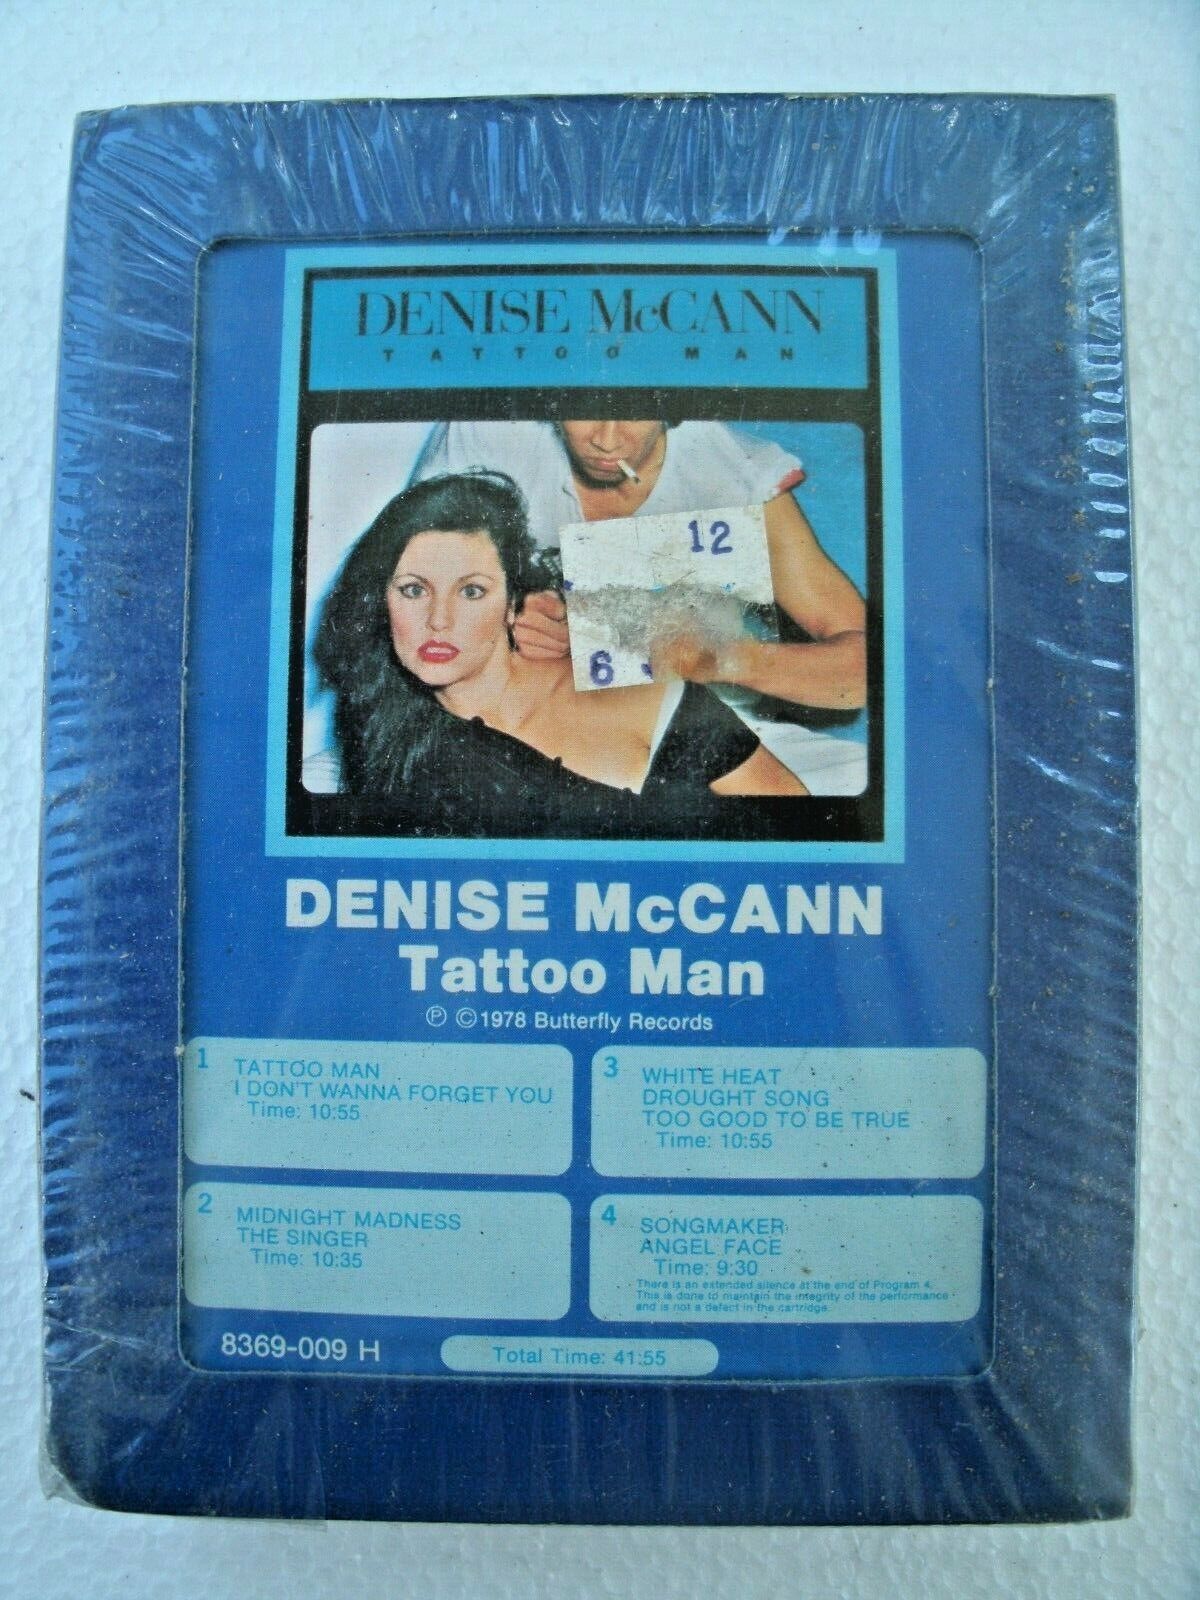 DENISE McCANN
TATTOO MAN
12
6
DENISE McCANN
Tattoo Man
Ⓟ ©1978 Butterfly Records
1 TATTOO MAN
I DON'T WANNA FORGET YOU
Time: 10:55
2 MIDNIGHT MADNESS
THE SINGER
Time: 10:35
3 WHITE HEAT
DROUGHT SONG
TOO GOOD TO BE TRUE
Time: 10:55
4 SONGMAKER
ANGEL FACE
Time: 9:30
There is an extended silence at the end of Program 4.
This is done to maintain the integrity of the performance
and is not a defect in the cartridge.
8369-009 H
Total Time: 41:55